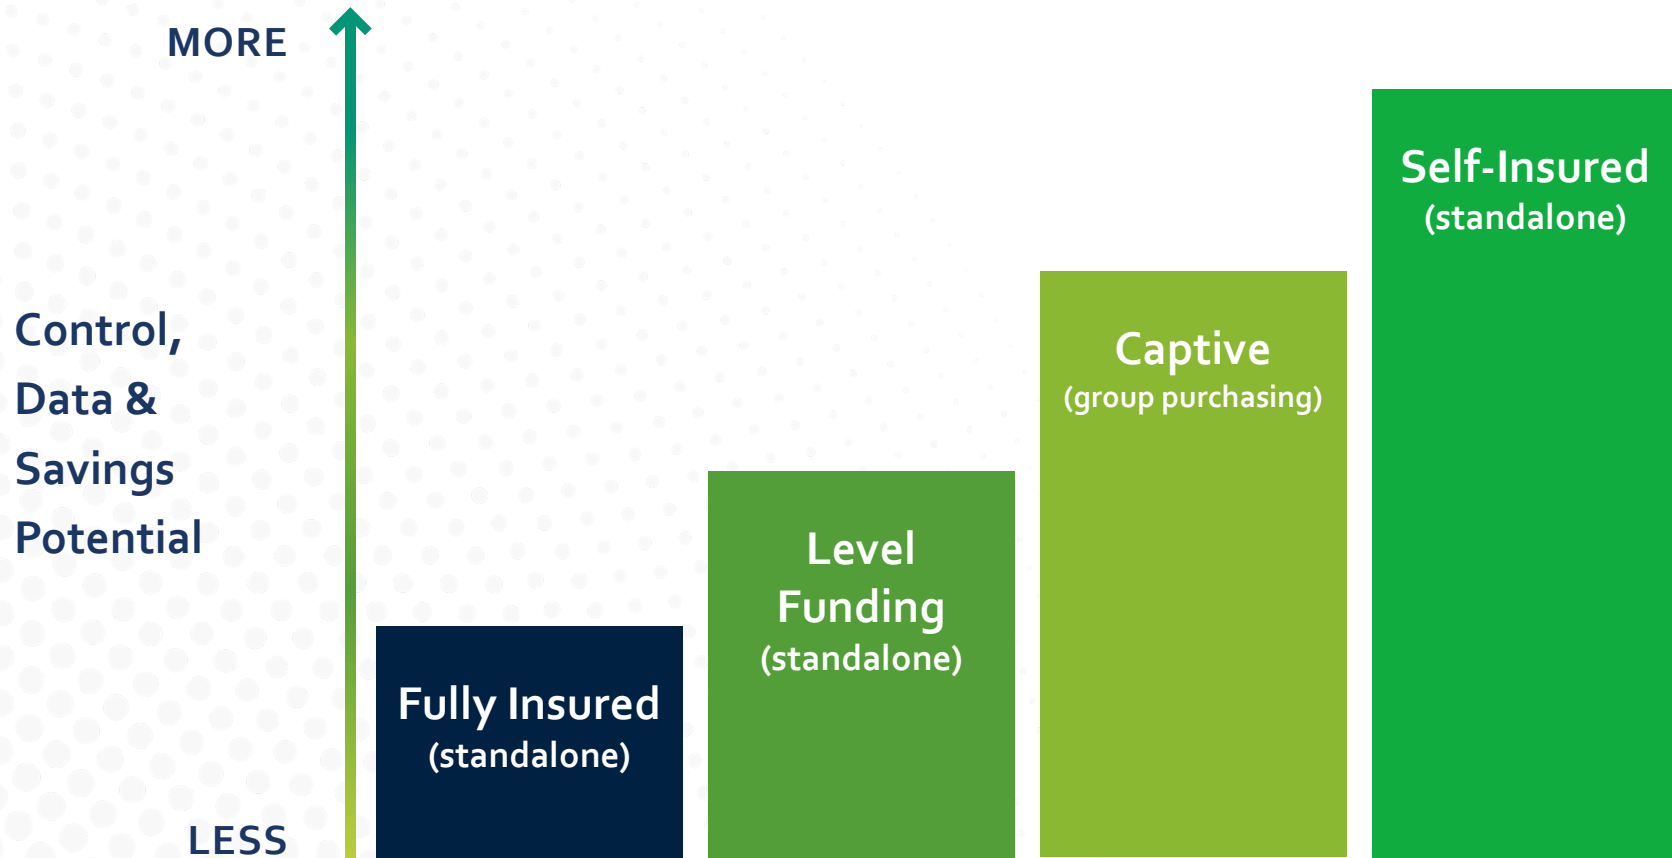 MORE
Control,
Data &
Savings
Potential
LESS
Fully Insured
(standalone)
Level
Funding
(standalone)
Captive
(group purchasing)
Self-Insured
(standalone)